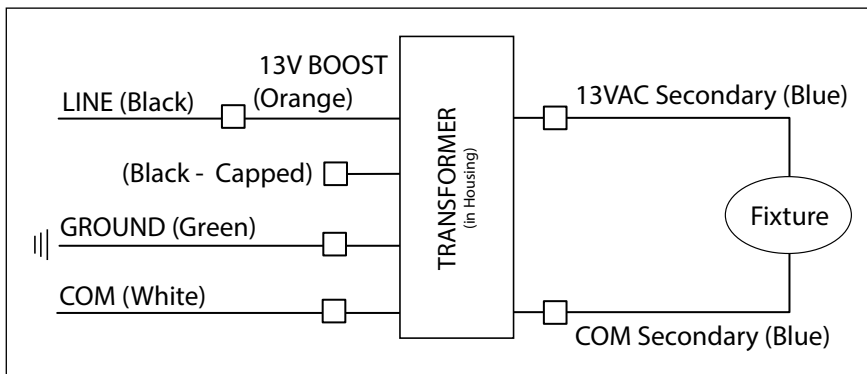 13V BOOST
(Orange)
LINE (Black)
(Black - Capped)
GROUND (Green)
COM (White)
TRANSFORMER
(in Housing)
13VAC Secondary (Blue)
Fixture
COM Secondary (Blue)